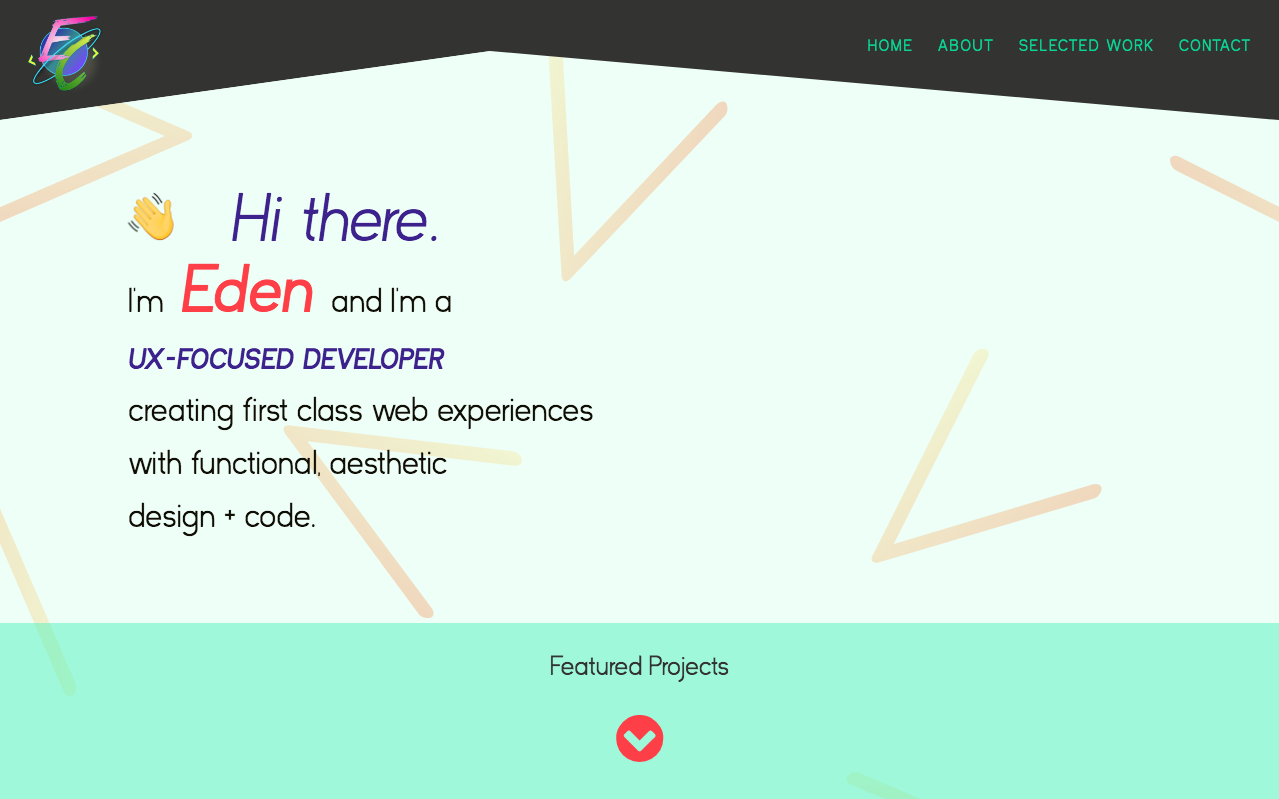 EC
HOME ABOUT SELECTED WORK CONTACT
Hi there.
I'm Eden and I'm a
UX-FOCUSED DEVELOPER
creating first class web experiences
with functional, aesthetic
design + code.
Featured Projects